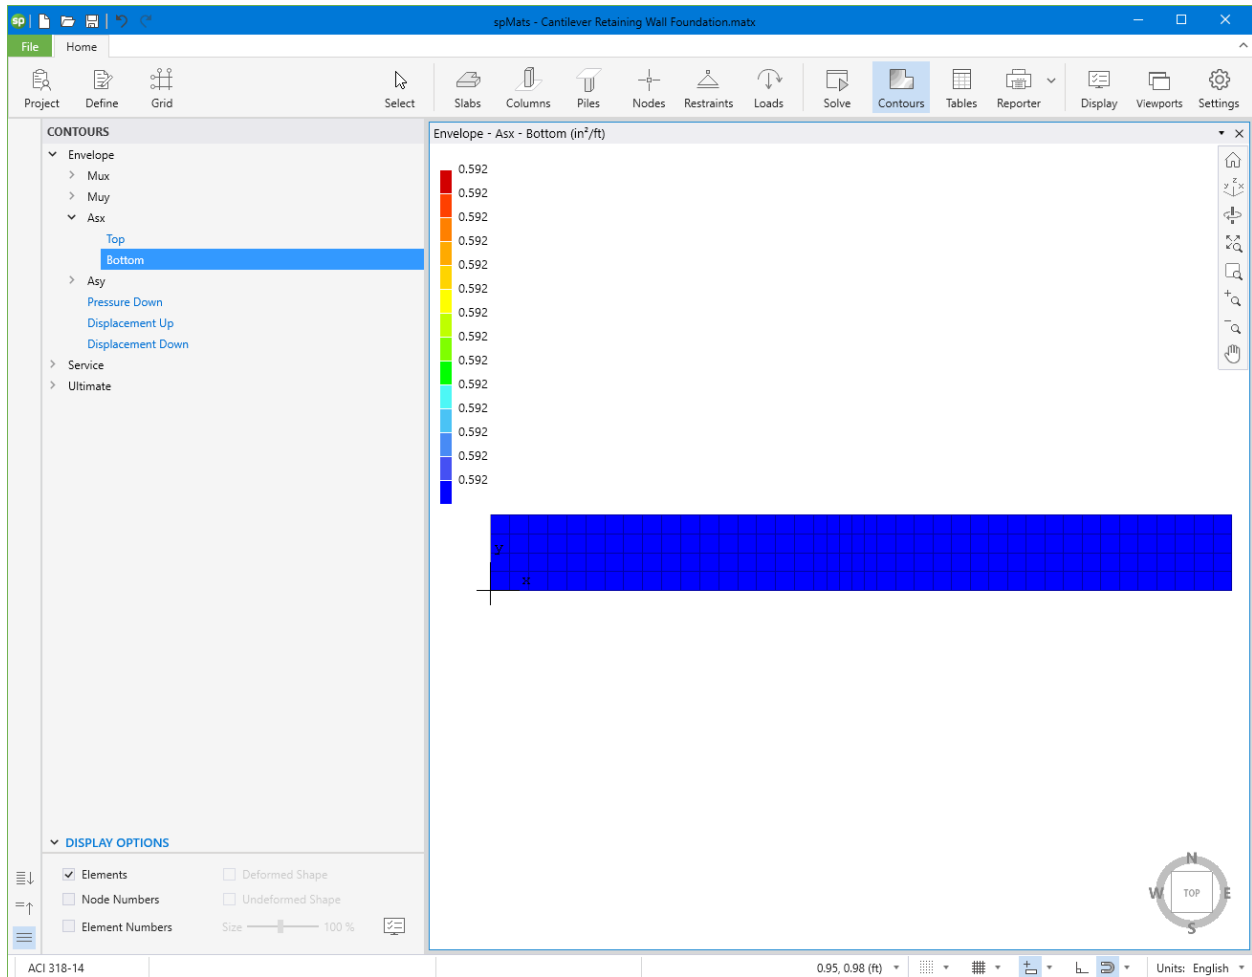 sp
spMats - Cantilever Retaining Wall Foundation.matx
File Home
Project Define Grid Select Slabs Columns Piles Nodes Restraints Loads Solve Contours Tables Reporter Display Viewports Settings
CONTOURS
Envelope
Mux
Muy
Asx
Top
Bottom
Asy
Pressure Down
Displacement Up
Displacement Down
Service
Ultimate
Envelope - Asx - Bottom (in²/ft)
0.592
0.592
0.592
0.592
0.592
0.592
0.592
0.592
0.592
0.592
0.592
0.592
0.592
0.592
y
x
z
y x
N
W TOP E
S
DISPLAY OPTIONS
Elements Deformed Shape
Node Numbers Undeformed Shape
Element Numbers Size 100 %
ACI 318-14 0.95, 0.98 (ft) Units: English